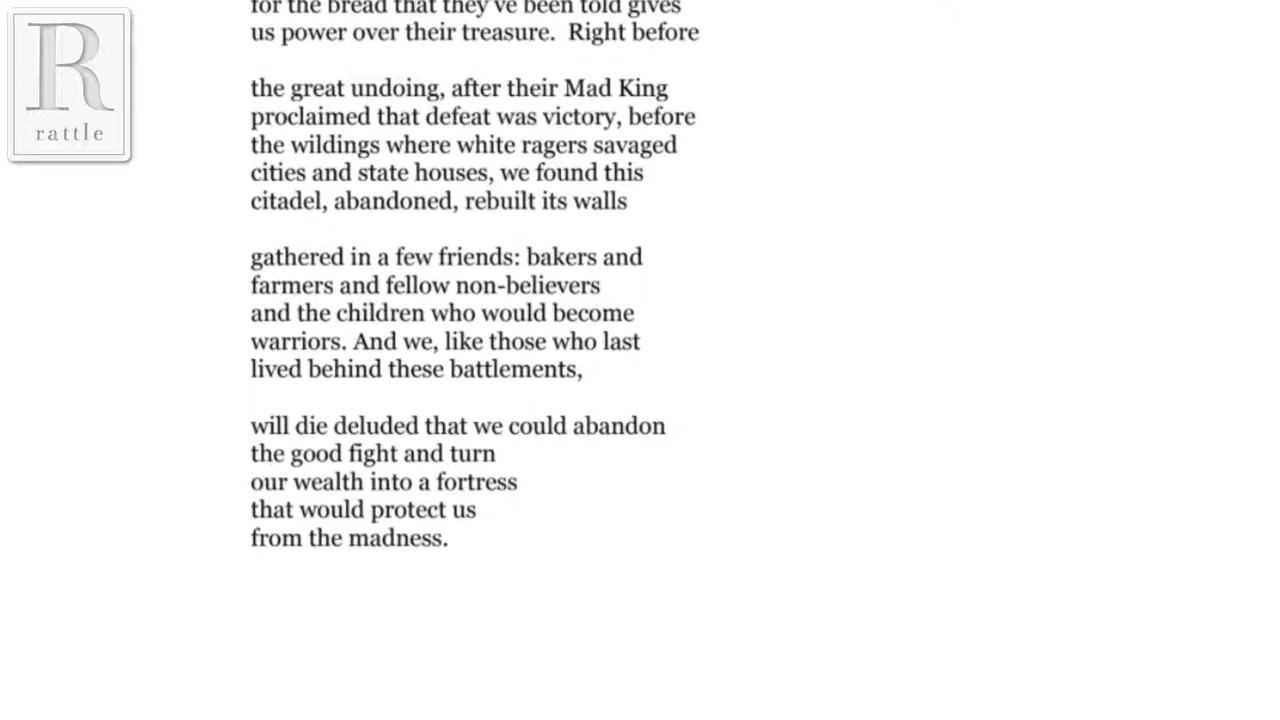 for the bread that they've been told gives
us power over their treasure.  Right before
the great undoing, after their Mad King
proclaimed that defeat was victory, before
the wildings where white ragers savaged
cities and state houses, we found this
citadel, abandoned, rebuilt its walls
gathered in a few friends: bakers and
farmers and fellow non-believers
and the children who would become
warriors. And we, like those who last
lived behind these battlements,
will die deluded that we could abandon
the good fight and turn
our wealth into a fortress
that would protect us
from the madness.
R
rattle